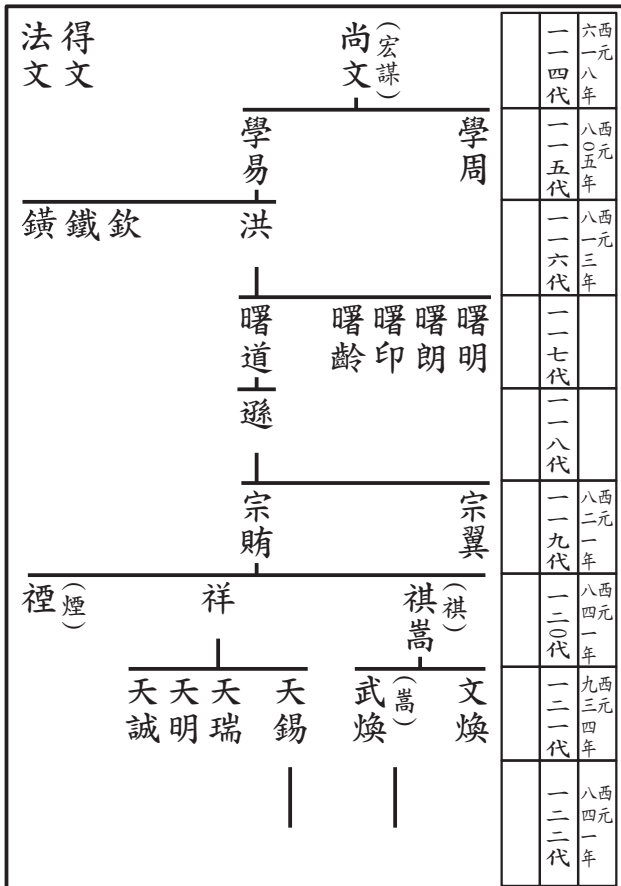 西元六一八年
一一四代
尚文
(宏謀)
得文
法文
西元八0五年
一一五代
學周
學易
西元八一三年
一一六代
洪
欽
鐵
鐄
一一七代
曙明
曙朗
曙印
曙齡
曙道
一一八代
遜
西元八二一年
一一九代
宗翼
宗賄
西元八四一年
一二0代
(祺)
祺嵩
祥
(煙)
禋
西元九三四年
一二一代
文煥
(嵩)
武煥
天錫
天瑞
天明
天誠
西元八四一年
一二二代